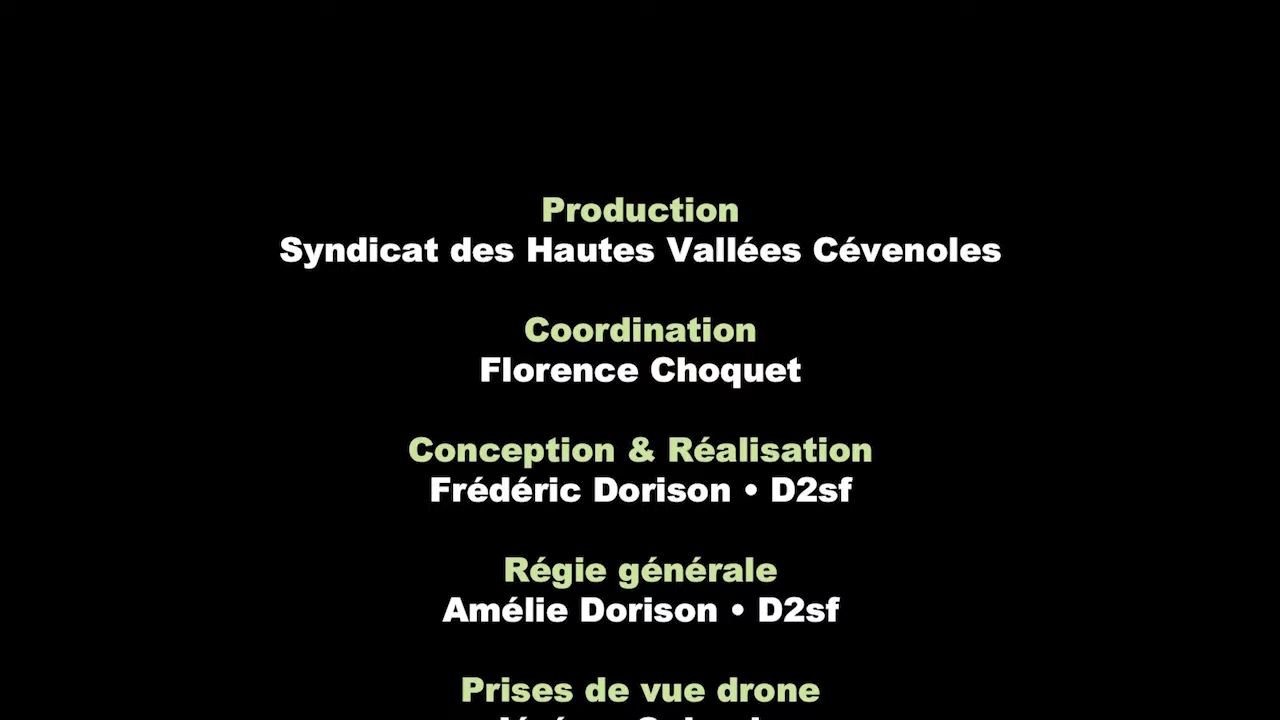 Production
Syndicat des Hautes Vallées Cévenoles
Coordination
Florence Choquet
Conception & Réalisation
Frédéric Dorison • D2sf
Régie générale
Amélie Dorison • D2sf
Prises de vue drone